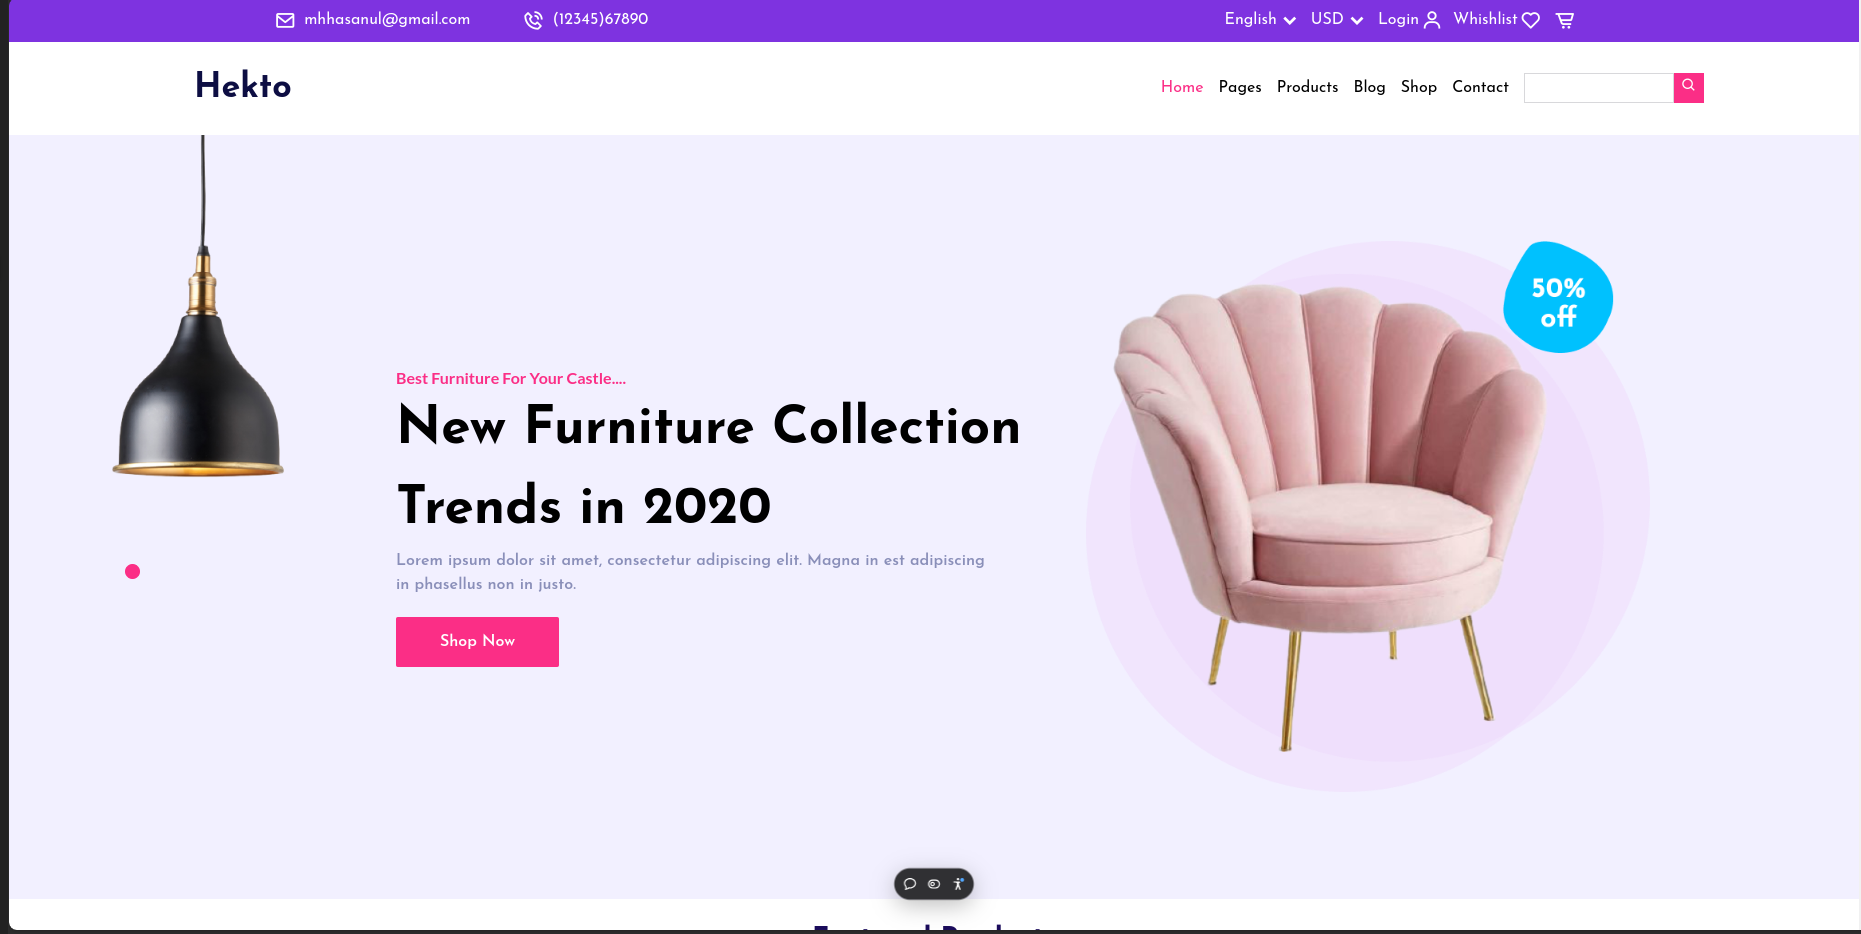 mhhasanul@gmail.com (12345)67890 English USD Login Whishlist
Hekto Home Pages Products Blog Shop Contact
50%
off
Best Furniture For Your Castle....
New Furniture Collection
Trends in 2020
Lorem ipsum dolor sit amet, consectetur adipiscing elit. Magna in est adipiscing
in phasellus non in justo.
Shop Now